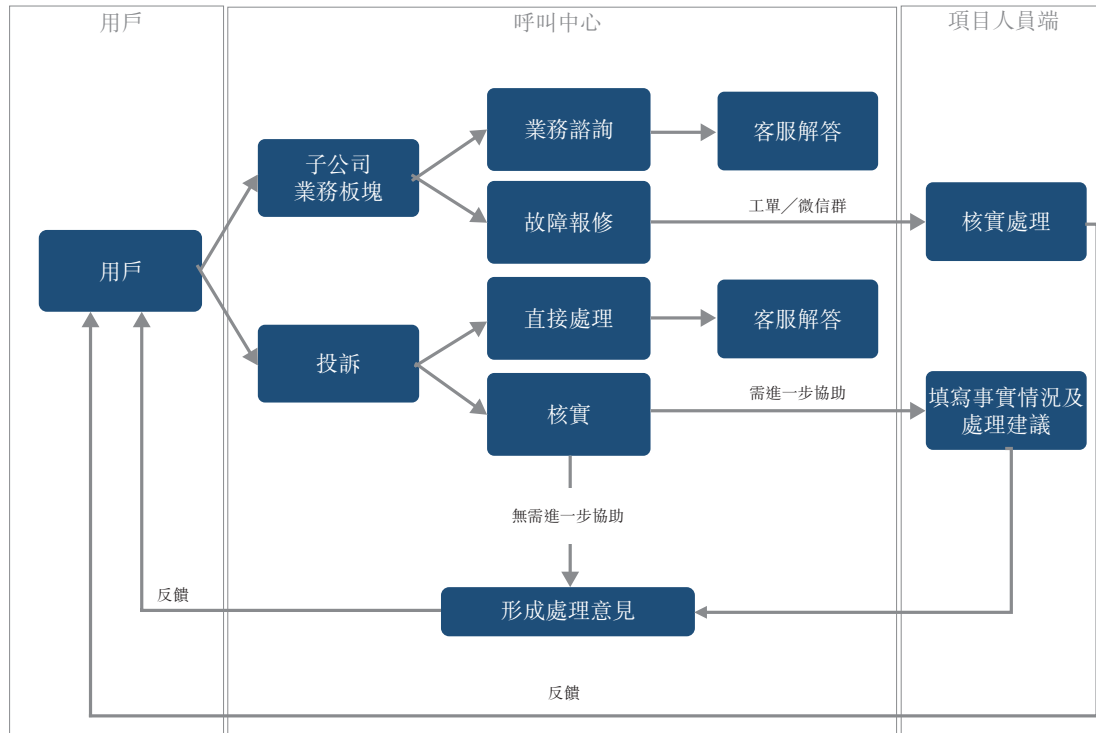 用戶
呼叫中心
項目人員端
業務諮詢
客服解答
子公司
業務板塊
故障報修
工單╱微信群
核實處理
用戶
直接處理
客服解答
投訴
核實
需進一步協助
填寫事實情況及
處理建議
無需進一步協助
反饋
形成處理意見
反饋